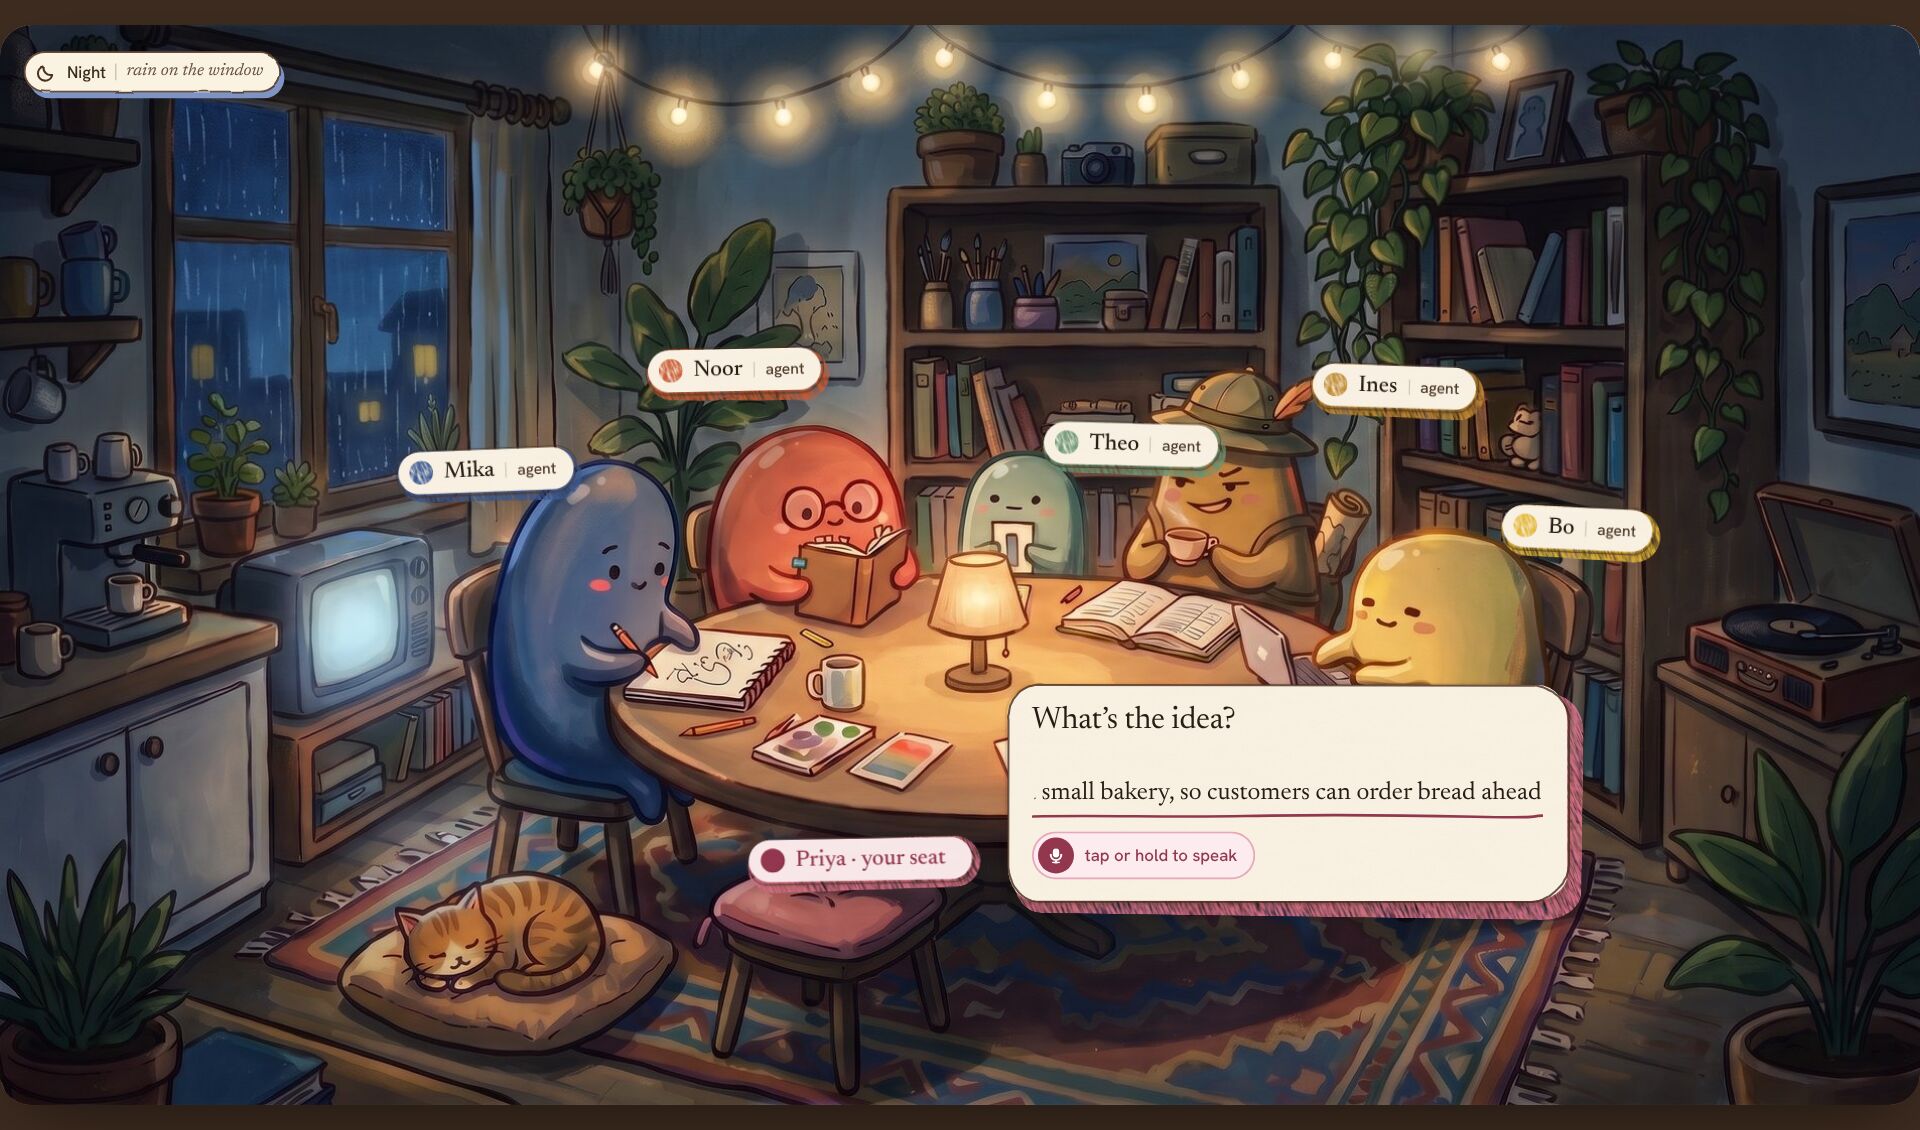 Night | rain on the window
Noor | agent
Ines | agent
Theo | agent
Mika | agent
Bo | agent
What's the idea?
small bakery, so customers can order bread ahead
tap or hold to speak
Priya · your seat